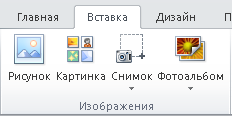 Главная Вставка Дизайн
Рисунок Картинка Снимок Фотоальбом
Изображения